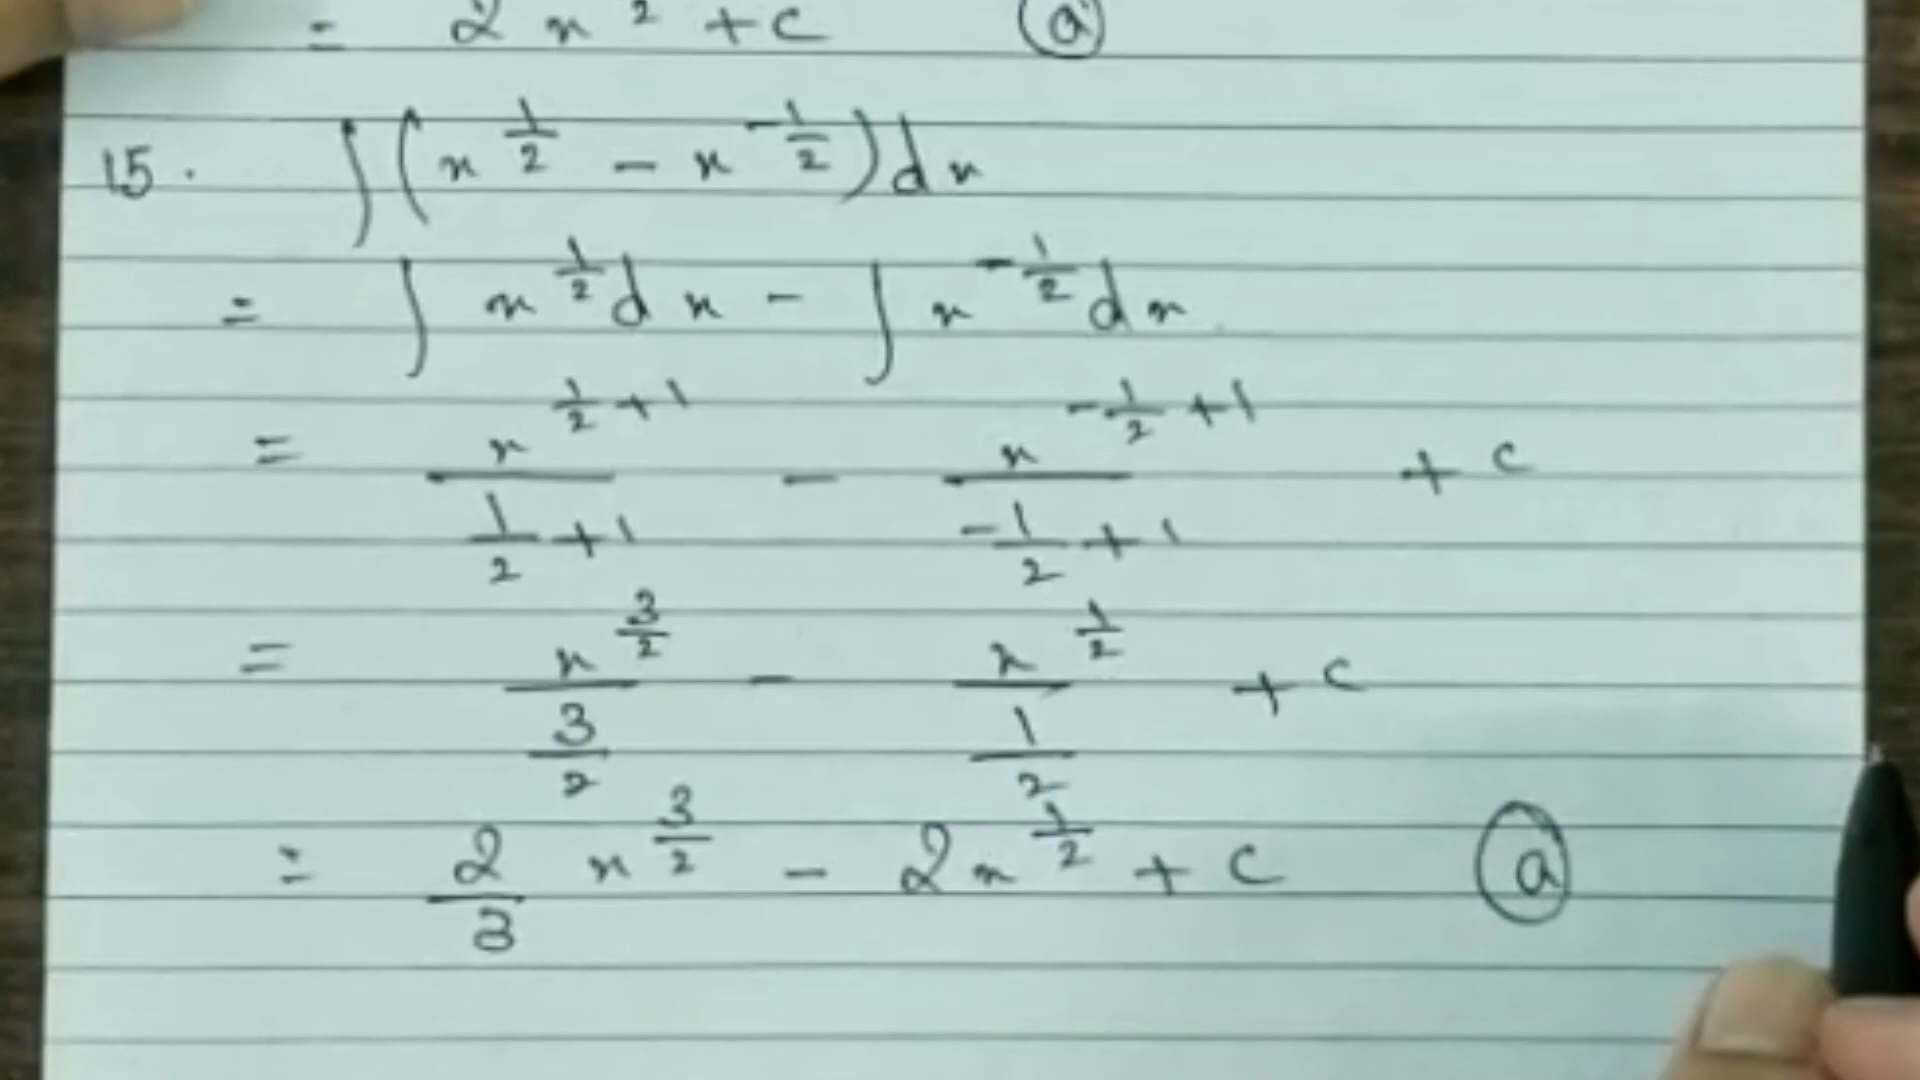 = 2 x 2 + c (a)
15. ∫(x^{1/2} - x^{-1/2})dx
= ∫ x^{1/2} dx - ∫ x^{-1/2} dx
= x^{1/2 + 1} / (1/2 + 1) - x^{-1/2 + 1} / (-1/2 + 1) + c
= x^{3/2} / (3/2) - x^{1/2} / (1/2) + c
= 2/3 x^{3/2} - 2x^{1/2} + c (a)